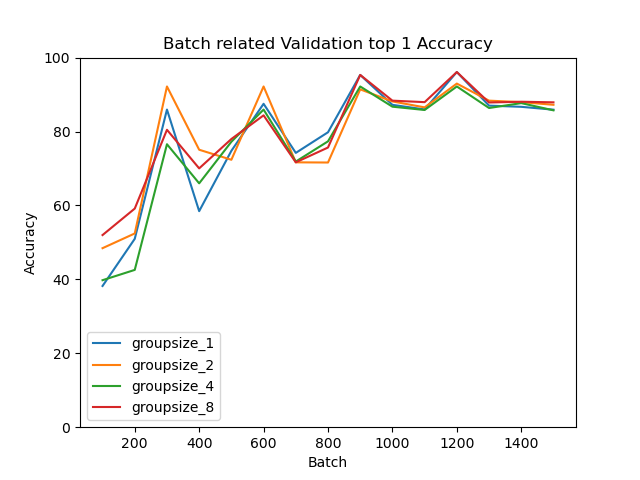 Batch related Validation top 1 Accuracy
100
80
60
40
20
0
Accuracy
groupsize_1
groupsize_2
groupsize_4
groupsize_8
200 400 600 800 1000 1200 1400
Batch